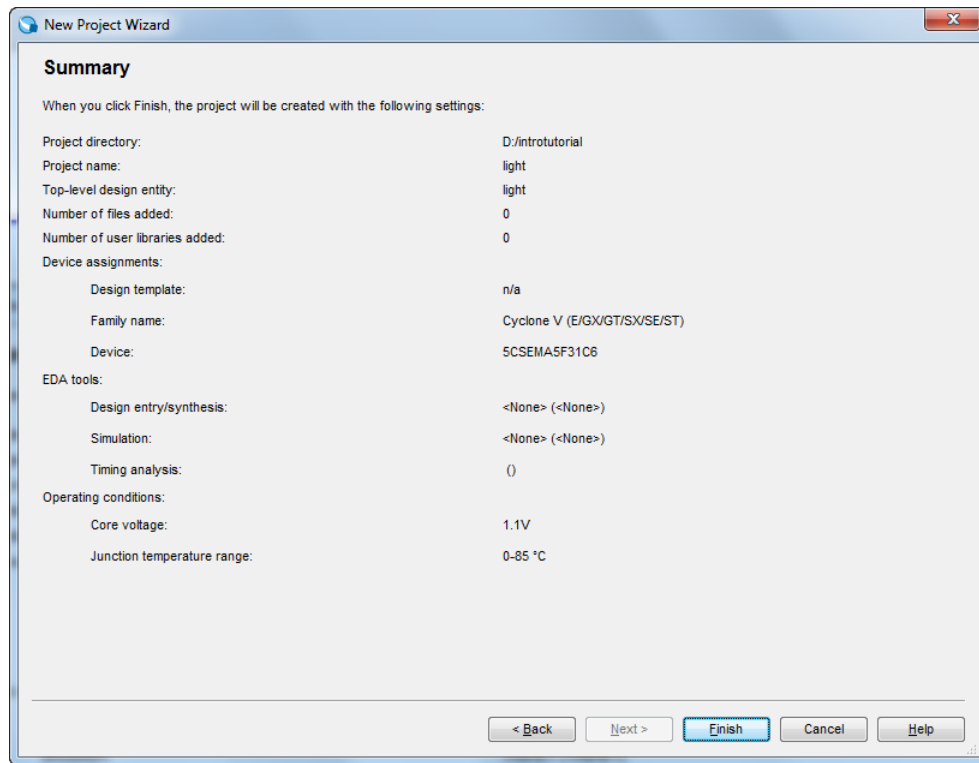 New Project Wizard
Summary
When you click Finish, the project will be created with the following settings:
Project directory: D:/introtutorial
Project name: light
Top-level design entity: light
Number of files added: 0
Number of user libraries added: 0
Device assignments:
Design template: n/a
Family name: Cyclone V (E/GX/GT/SX/SE/ST)
Device: 5CSEMA5F31C6
EDA tools:
Design entry/synthesis: <None> (<None>)
Simulation: <None> (<None>)
Timing analysis: ()
Operating conditions:
Core voltage: 1.1V
Junction temperature range: 0-85 °C
< Back Next > Finish Cancel Help